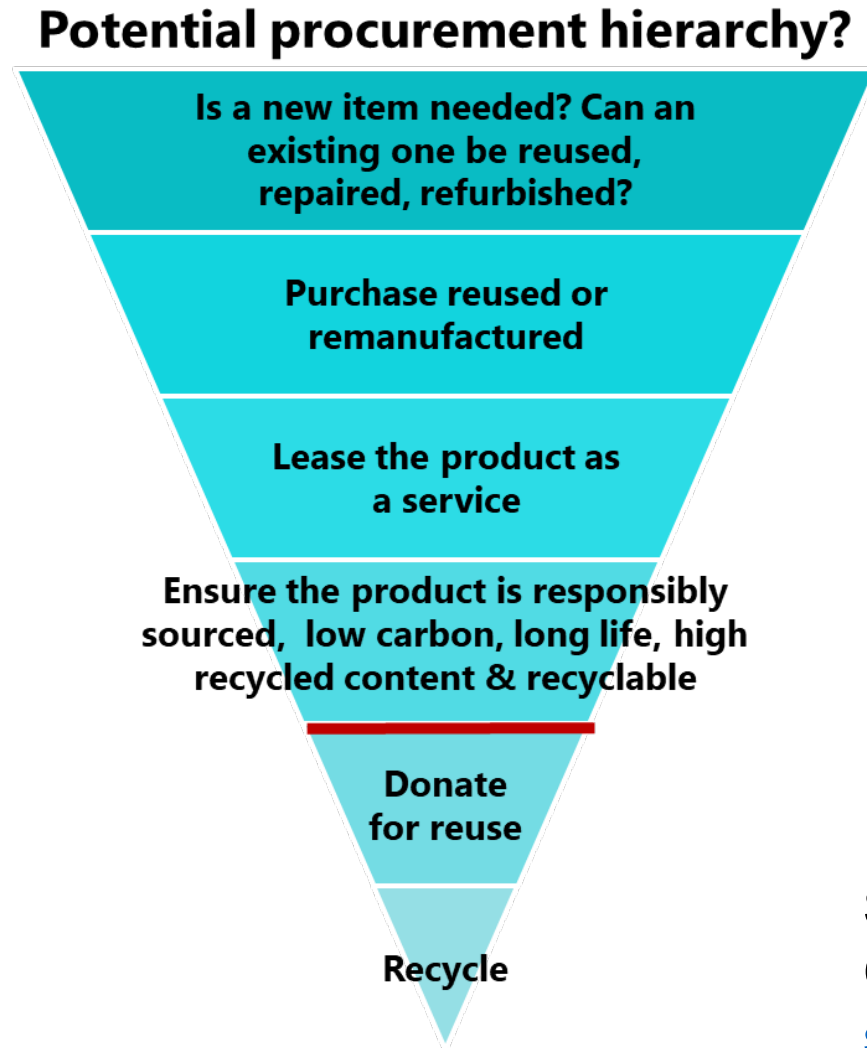 Potential procurement hierarchy?
Is a new item needed? Can an
existing one be reused,
repaired, refurbished?
Purchase reused or
remanufactured
Lease the product as
a service
Ensure the product is responsibly
sourced,  low carbon, long life, high
recycled content & recyclable
Donate
for reuse
Recycle